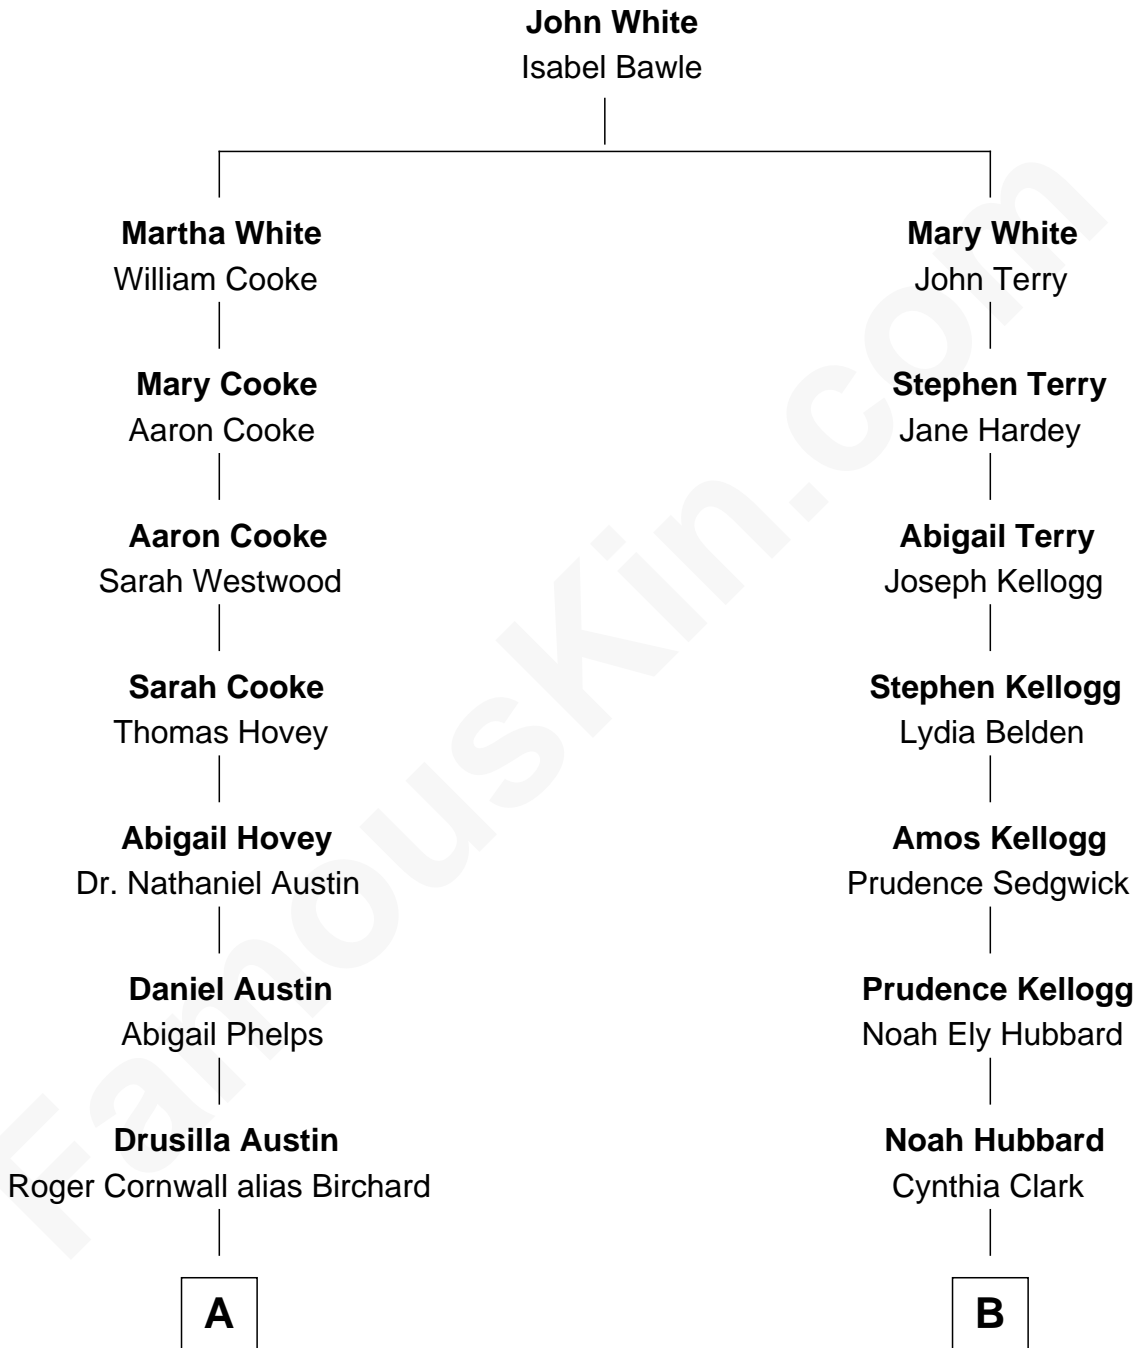 John White
Isabel Bawle
Martha White
William Cooke
Mary White
John Terry
Mary Cooke
Aaron Cooke
Stephen Terry
Jane Hardey
Aaron Cooke
Sarah Westwood
Abigail Terry
Joseph Kellogg
Sarah Cooke
Thomas Hovey
Stephen Kellogg
Lydia Belden
Abigail Hovey
Dr. Nathaniel Austin
Amos Kellogg
Prudence Sedgwick
Daniel Austin
Abigail Phelps
Prudence Kellogg
Noah Ely Hubbard
Drusilla Austin
Roger Cornwall alias Birchard
Noah Hubbard
Cynthia Clark
A
B
FamousKin.com